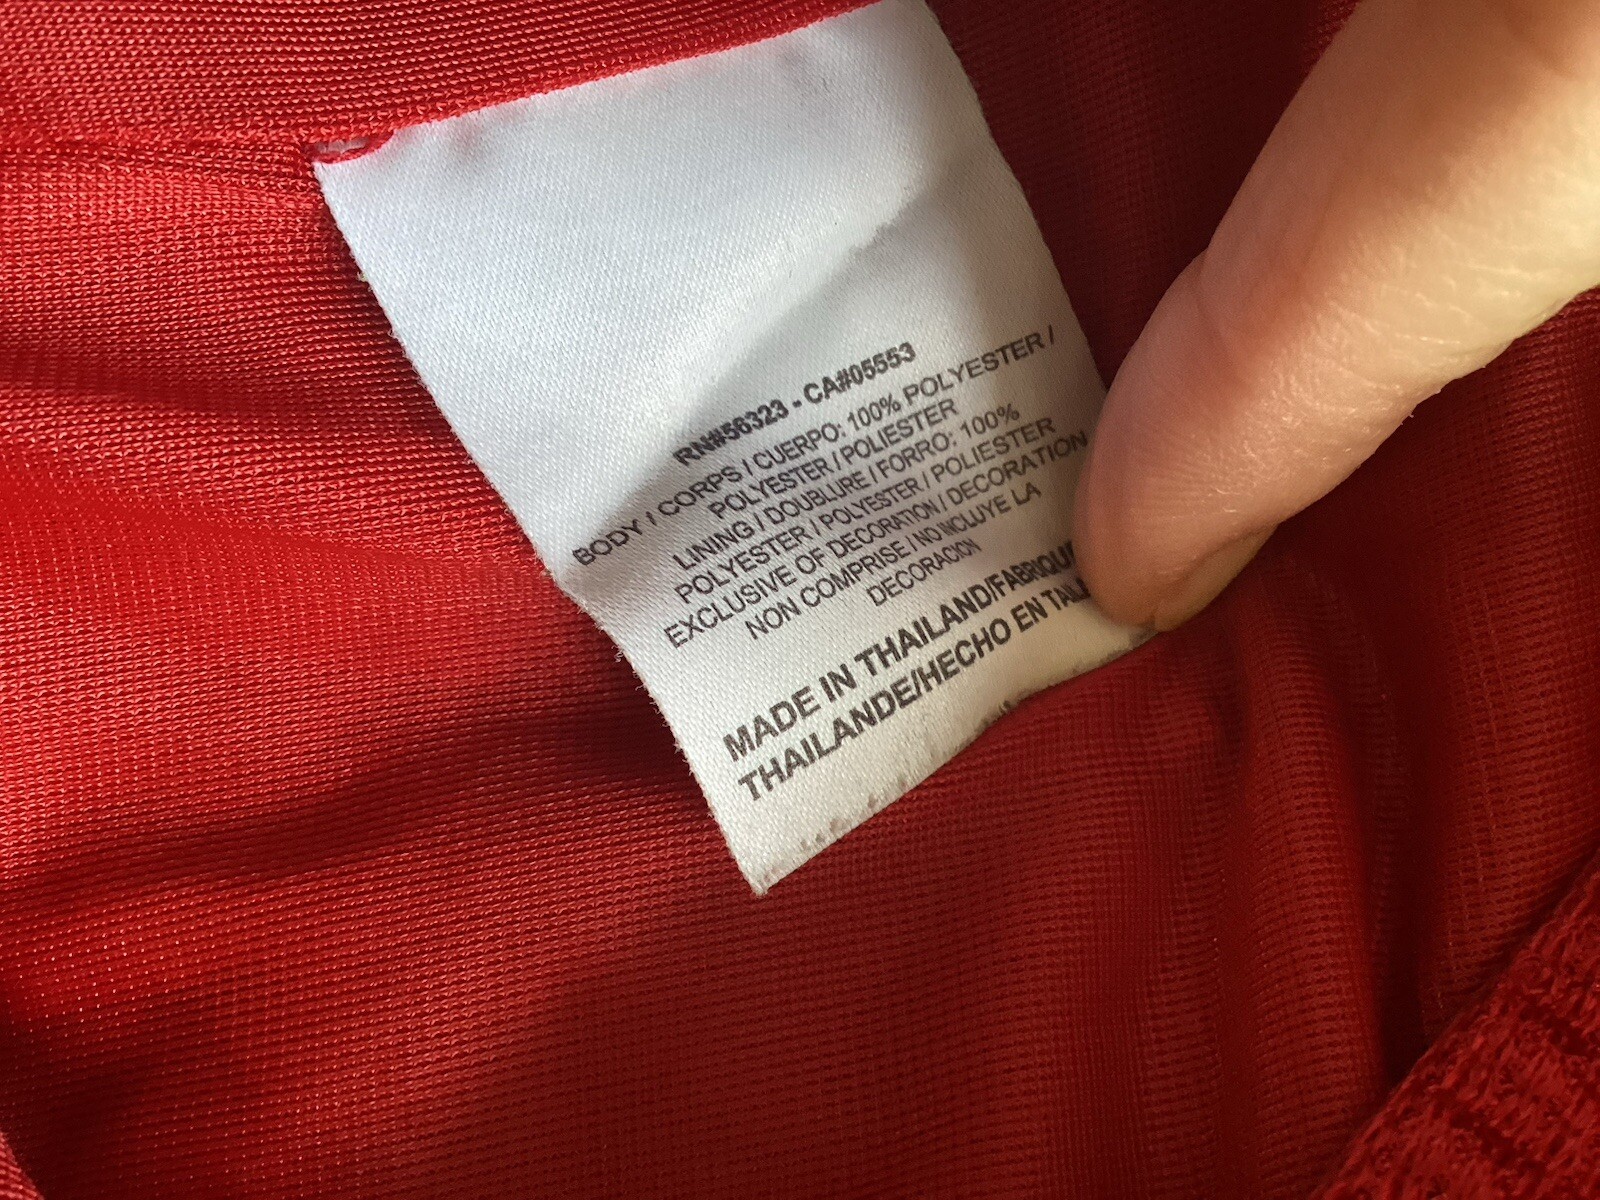 RN#56323 - CA#05553
BODY / CORPS / CUERPO: 100% POLYESTER /
POLYESTER / POLIESTER
LINING / DOUBLURE / FORRO: 100%
POLYESTER / POLYESTER / POLIESTER
EXCLUSIVE OF DECORATION / DECORATION
NON COMPRISE / NO INCLUYE LA
DECORACION
MADE IN THAILAND/FABRIQU
THAILANDE/HECHO EN TAIL